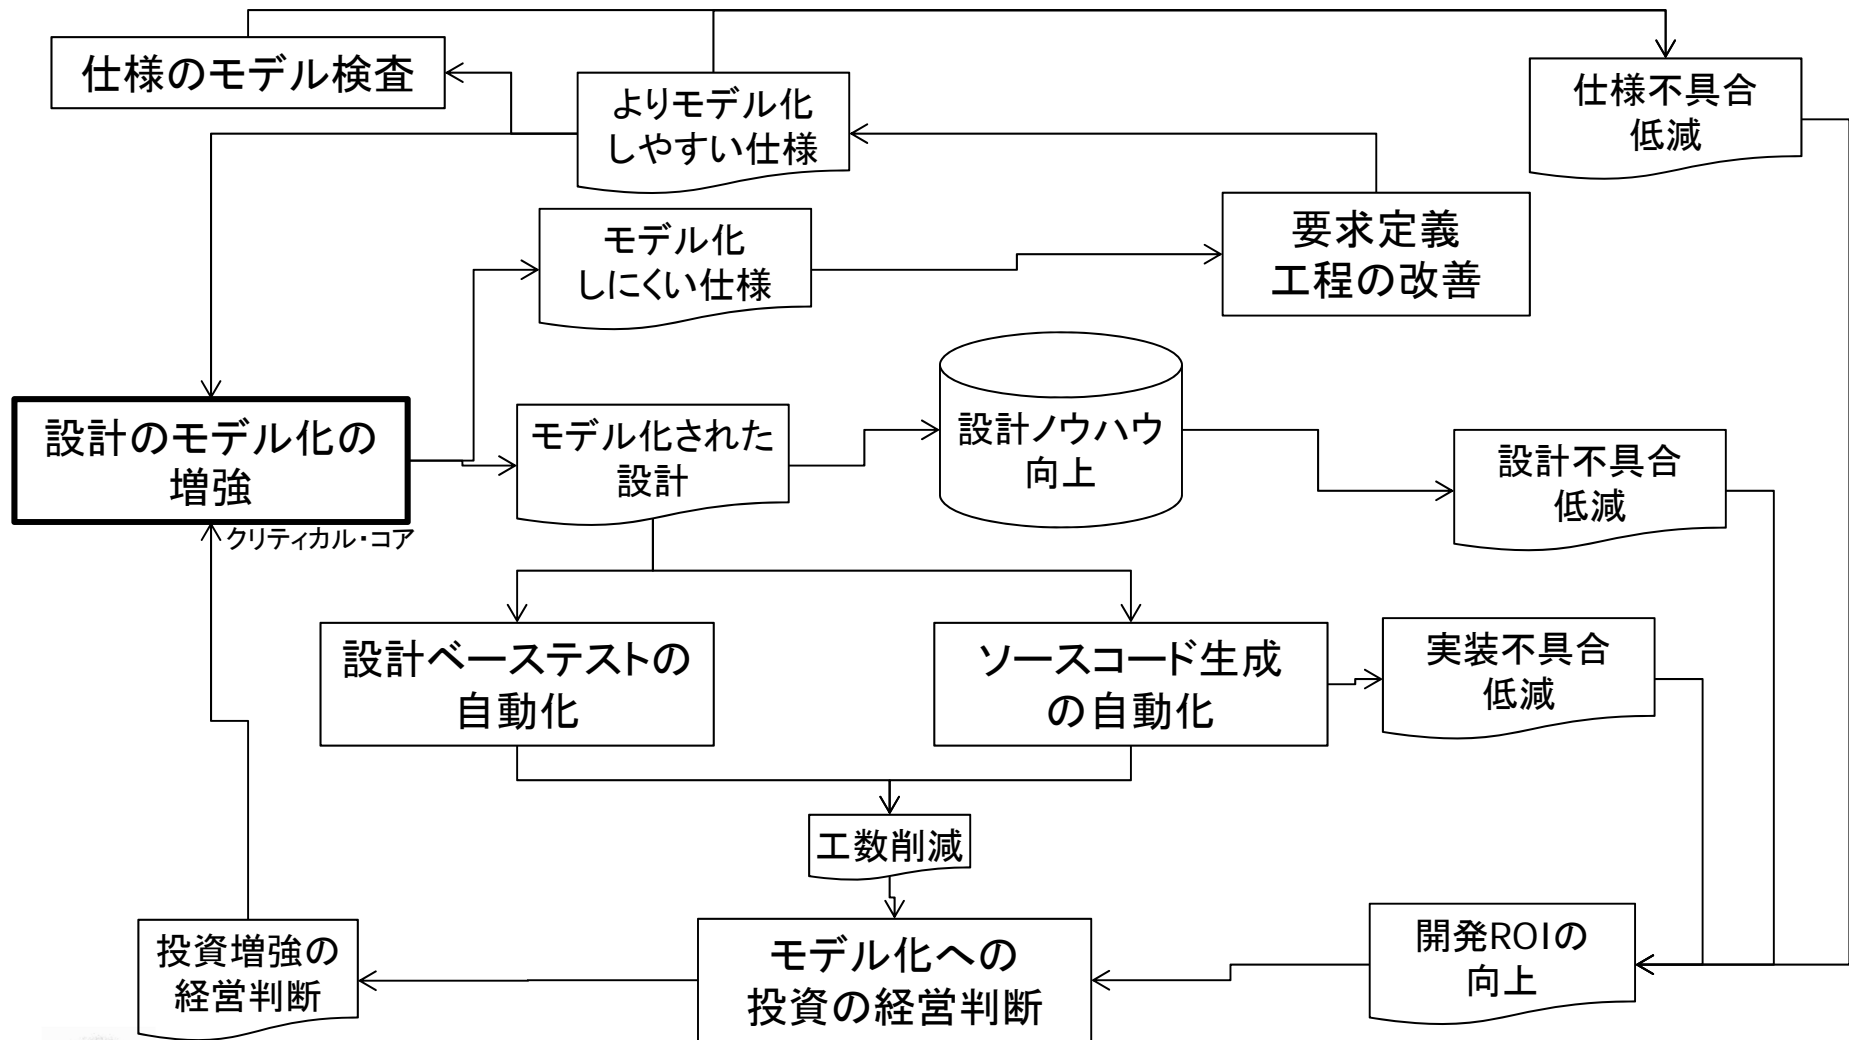 仕様のモデル検査
よりモデル化
しやすい仕様
仕様不具合
低減
モデル化
しにくい仕様
要求定義
工程の改善
設計のモデル化の
増強
クリティカル・コア
モデル化された
設計
設計ノウハウ
向上
設計不具合
低減
設計ベーステストの
自動化
ソースコード生成
の自動化
実装不具合
低減
工数削減
投資増強の
経営判断
モデル化への
投資の経営判断
開発ROIの
向上